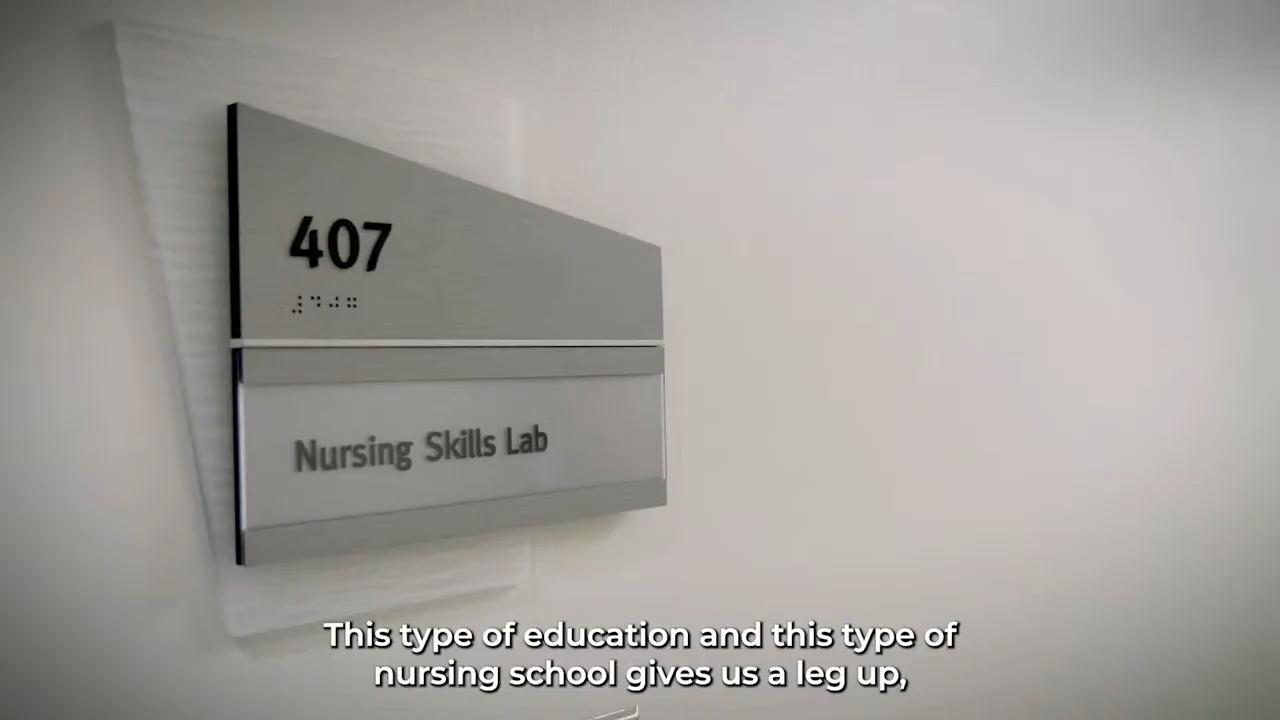 407
⠼⠙⠚⠛
Nursing Skills Lab
This type of education and this type of
nursing school gives us a leg up,